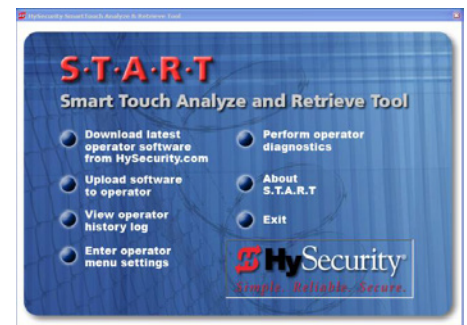 HySecurity Smart Touch Analyze and Retrieve Tool
S·T·A·R·T
Smart Touch Analyze and Retrieve Tool
Download latest
operator software
from HySecurity.com
Upload software
to operator
View operator
history log
Enter operator
menu settings
Perform operator
diagnostics
About
S.T.A.R.T
Exit
HySecurity
Simple. Reliable. Secure.